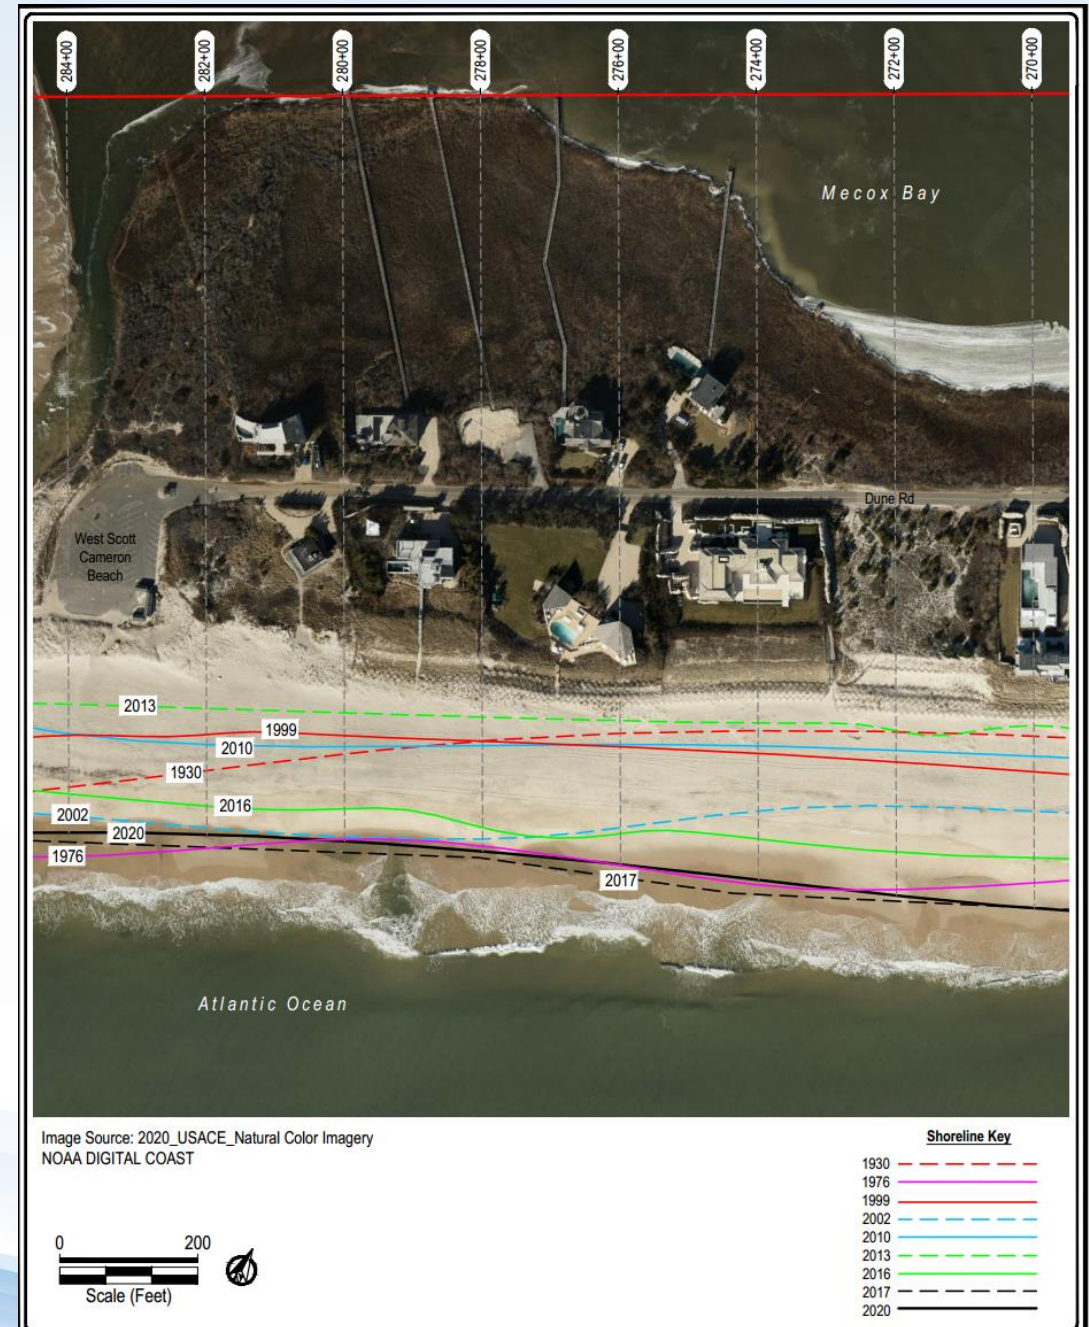 284+00
282+00
280+00
278+00
276+00
274+00
272+00
270+00
Mecox Bay
Dune Rd
West Scott
Cameron
Beach
2013
1999
2010
1930
2016
2002
2020
1976
2017
Atlantic Ocean
Image Source: 2020_USACE_Natural Color Imagery
NOAA DIGITAL COAST
Shoreline Key
1930
1976
1999
2002
2010
2013
2016
2017
2020
0 200
Scale (Feet)